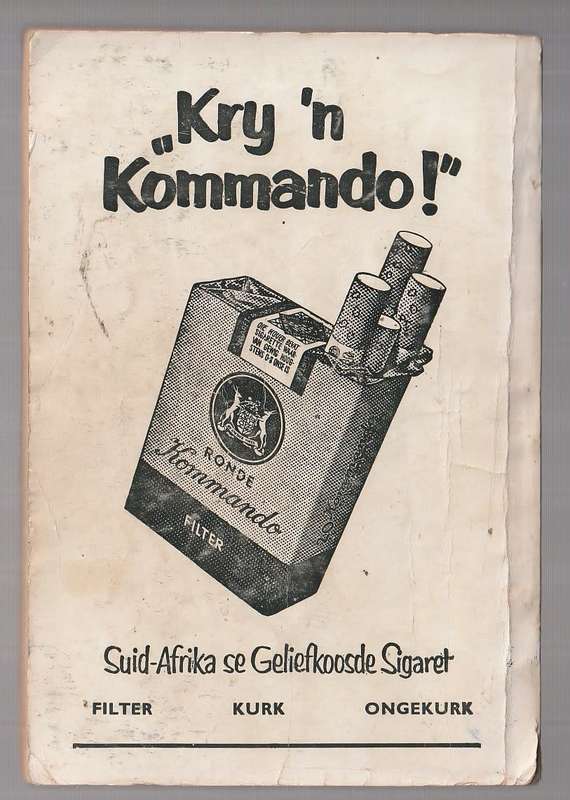 „Kry 'n
Kommando!”
RONDE
Kommando
FILTER
Suid-Afrika se Geliefkoosde Sigaret
FILTER KURK ONGEKURK